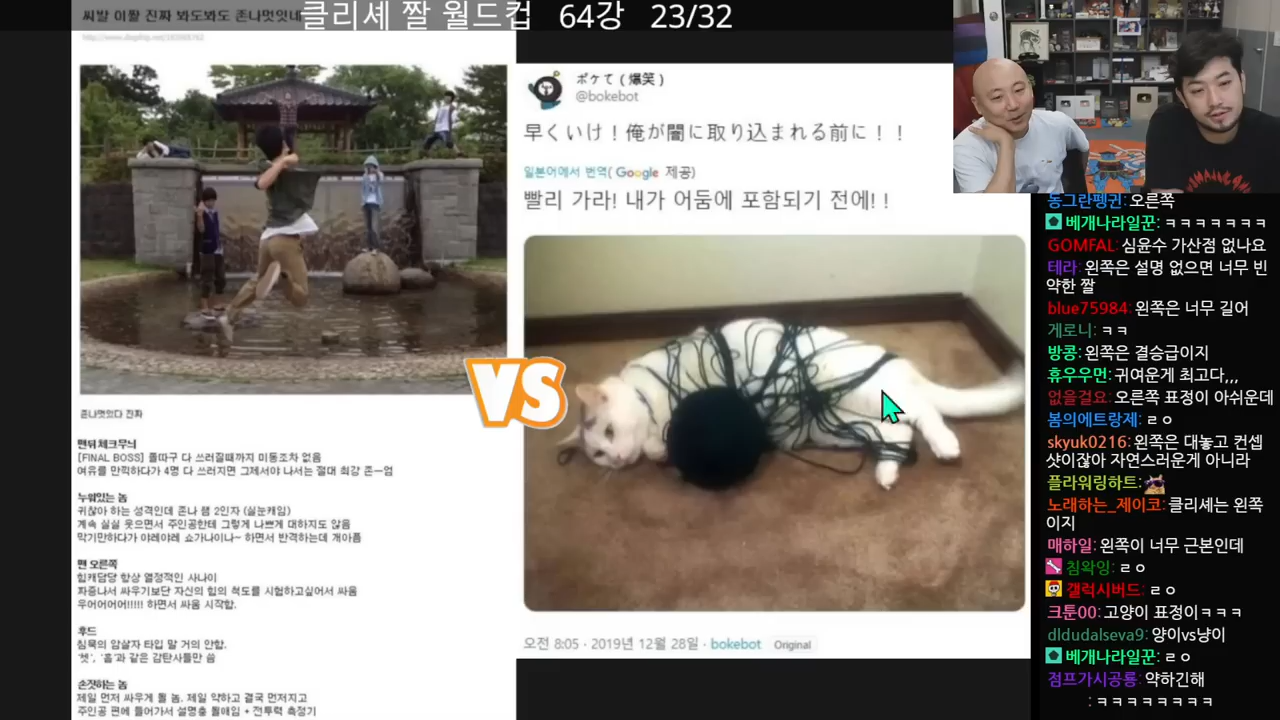 클리셰 짤 월드컵 64강 23/32
씨발 이짤 진짜 봐도봐도 존나멋잇네
존나멋있다 진짜
맨뒤 체크무늬
[FINAL BOSS] 쫄따구 다 쓰러질때까지 미동조차 없음
여유를 만끽하다가 4명 다 쓰러지면 그제서야 나서는 절대 최강 존ㅡ엄
누워있는 놈
귀찮아 하는 성격인데 존나 쌤 2인자 (실눈캐임)
계속 실실 웃으면서 주인공한테 그렇게 나쁘게 대하지도 않음
막기만하다가 야레야레 쇼가나이나~ 하면서 반격하는데 개아픔
맨 오른쪽
힘캐담당 항상 열정적인 사나이
짜증나서 싸우기보단 자신의 힘의 척도를 시험하고싶어서 싸움
우어어어어!!!!! 하면서 싸움 시작함.
후드
침묵의 암살자 타입 말 거의 안함.
'쳇', '흠'과 같은 감탄사들만 씀
손짓하는 놈
제일 먼저 싸우게 될 놈. 제일 약하고 결국 먼저지고
주인공 편에 들어가서 설명충 될애임 + 전투력 측정기
VS
ボケて（爆笑）
@bokebot
早くいけ！俺が闇に取り込まれる前に！！
일본어에서 번역(Google 제공)
빨리 가라! 내가 어둠에 포함되기 전에! !
오전 8:05 · 2019년 12월 28일 · bokebot Original
동그란펭귄: 오른쪽
베개나라일꾼: ㅋㅋㅋㅋㅋㅋㅋ
GOMFAL: 심윤수 가산점 없나요
테라: 왼쪽은 설명 없으면 너무 빈
약한 짤
blue75984: 왼쪽은 너무 길어
게로니: ㅋㅋ
방콩: 왼쪽은 결승급이지
휴우우먼: 귀여운게 최고다,,,
없을걸요: 오른쪽 표정이 아쉬운데
봄의에트랑제: ㄹㅇ
skyuk0216: 왼쪽은 대놓고 컨셉
샷이잖아 자연스러운게 아니라
플라워링하트:
노래하는_제이코: 클리셰는 왼쪽
이지
매하일: 왼쪽이 너무 근본인데
침왁잉: ㄹㅇ
갤럭시버드: ㄹㅇ
크툰00: 고양이 표정이ㅋㅋㅋ
dldudalseva9: 양이vs냥이
베개나라일꾼: ㄹㅇ
점프가시공룡: 약하긴해
: ㅋㅋㅋㅋㅋㅋㅋㅋ